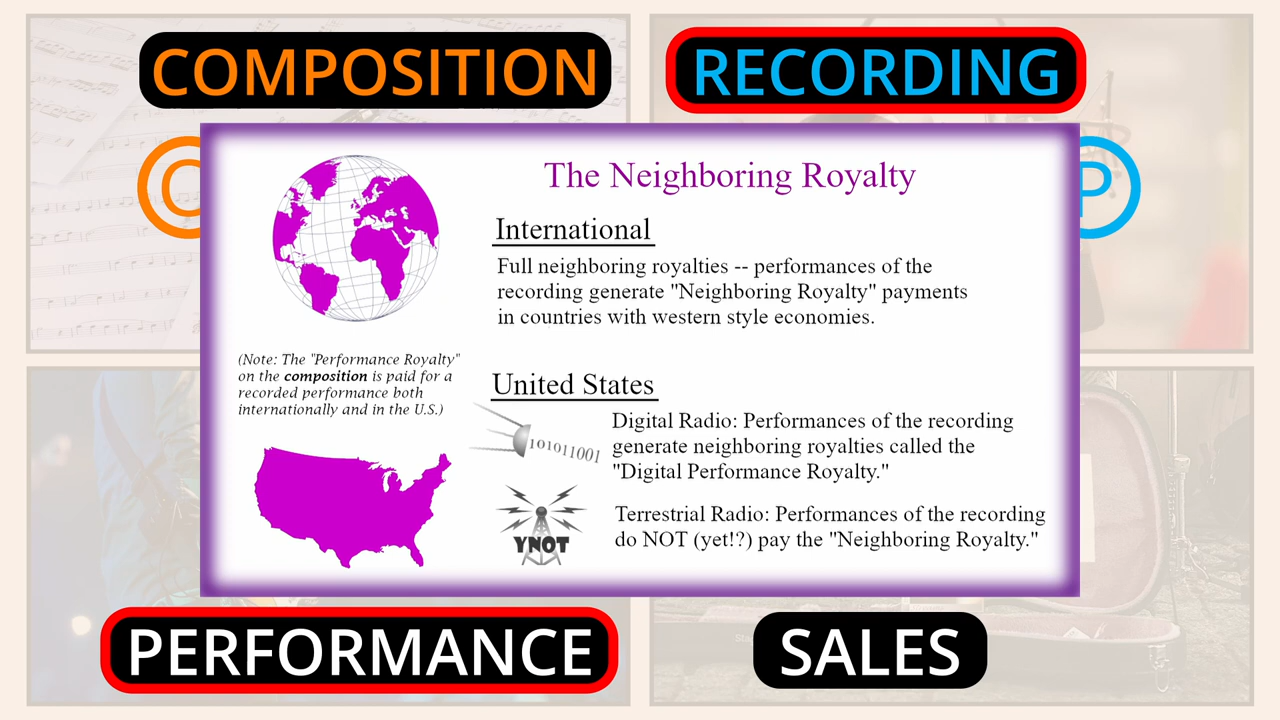 COMPOSITION
RECORDING
C
P
The Neighboring Royalty
International
Full neighboring royalties -- performances of the
recording generate "Neighboring Royalty" payments
in countries with western style economies.
(Note: The "Performance Royalty"
on the composition is paid for a
recorded performance both
internationally and in the U.S.)
United States
101011001
Digital Radio: Performances of the recording
generate neighboring royalties called the
"Digital Performance Royalty."
YNOT
Terrestrial Radio: Performances of the recording
do NOT (yet!?) pay the "Neighboring Royalty."
PERFORMANCE
SALES